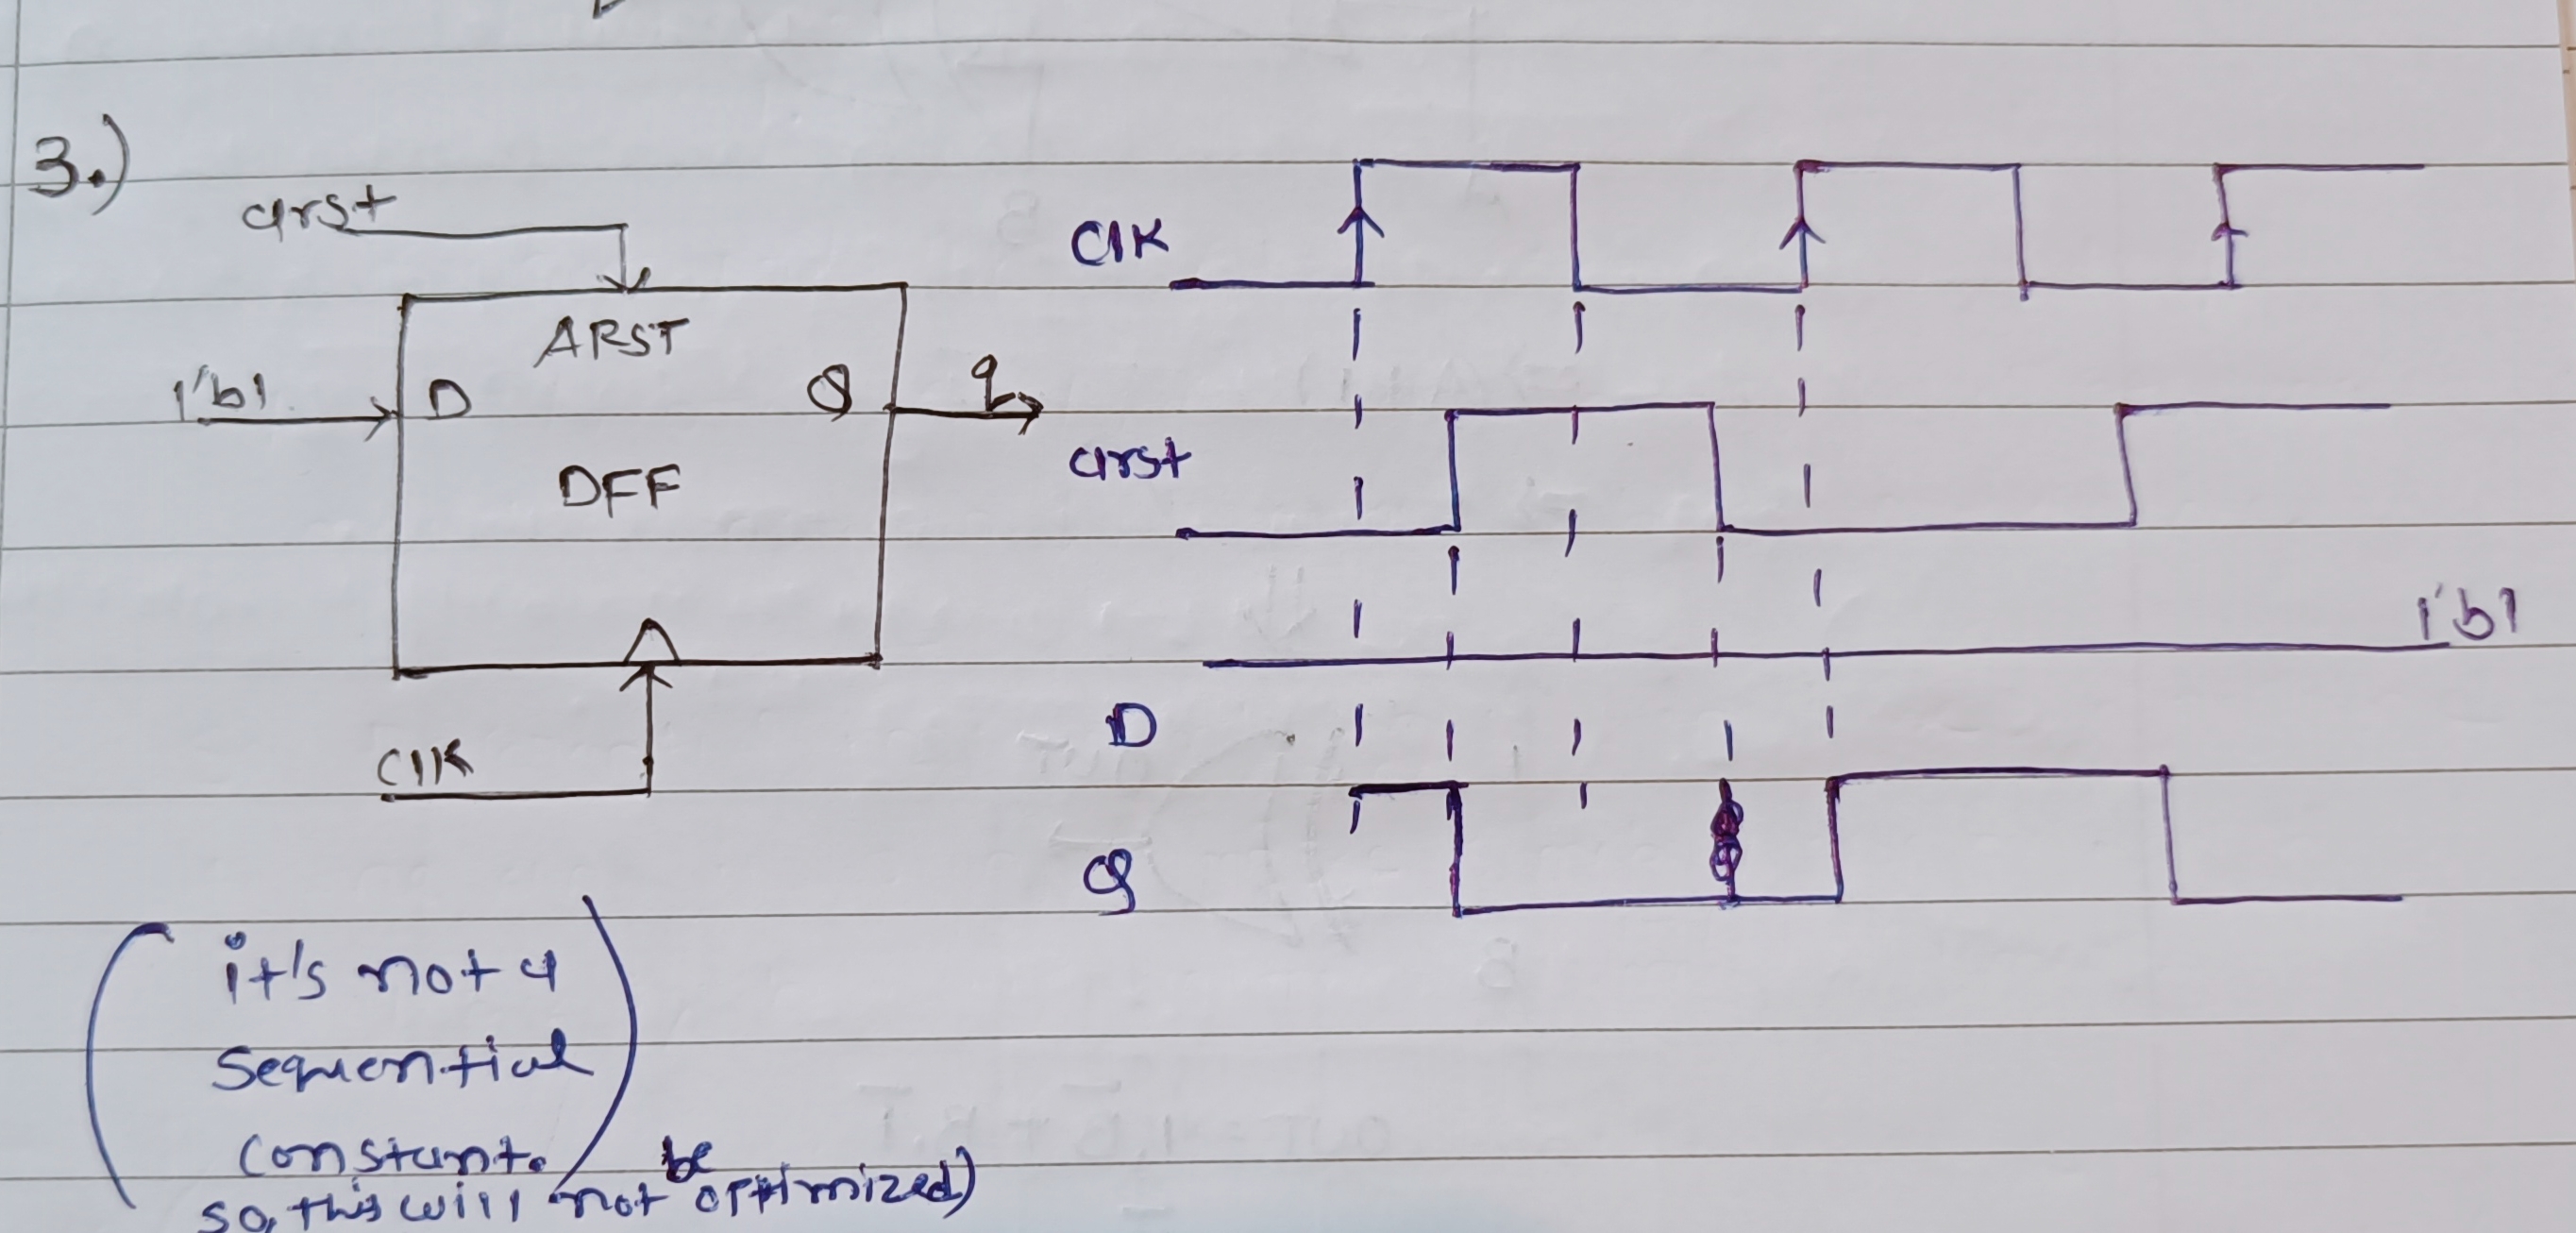 3.)
arst
ARST
1'b1
D
Q
q
DFF
Clk
Clk
arst
1'b1
D
Q
it's not a
Sequential
constant.
so, this will not be optimized)